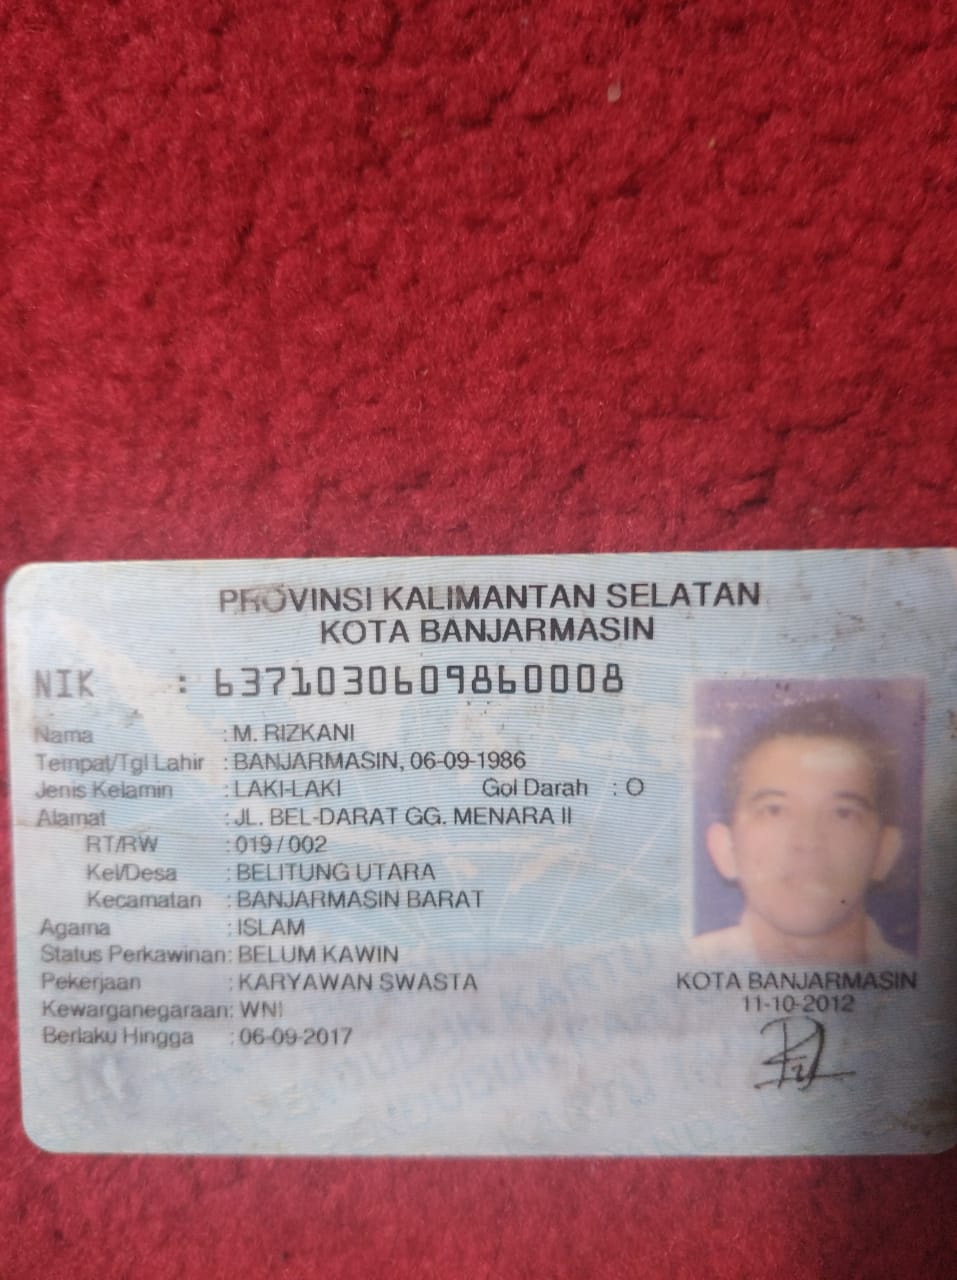 PROVINSI KALIMANTAN SELATAN
KOTA BANJARMASIN
NIK : 6371030609860008
Nama : M. RIZKANI
Tempat/Tgl Lahir : BANJARMASIN, 06-09-1986
Jenis Kelamin : LAKI-LAKI Gol Darah : O
Alamat : JL. BEL-DARAT GG. MENARA II
RT/RW : 019 / 002
Kel/Desa : BELITUNG UTARA
Kecamatan : BANJARMASIN BARAT
Agama : ISLAM
Status Perkawinan: BELUM KAWIN
Pekerjaan : KARYAWAN SWASTA
Kewarganegaraan: WNI
Berlaku Hingga : 06-09-2017
KOTA BANJARMASIN
11-10-2012